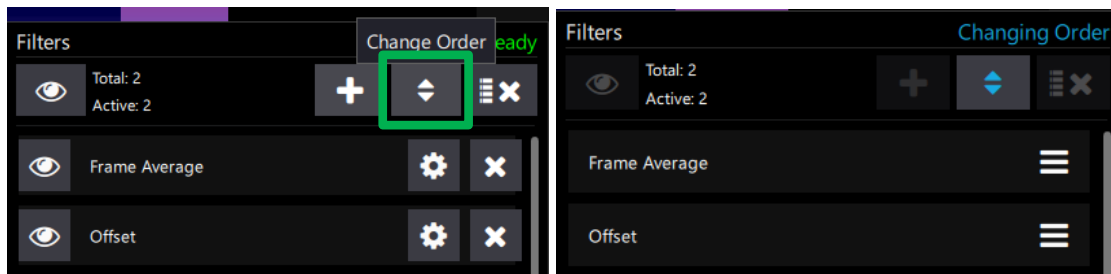 Filters
Change Order
eady
Total: 2
Active: 2
Frame Average
Offset
Filters
Changing Order
Total: 2
Active: 2
Frame Average
Offset